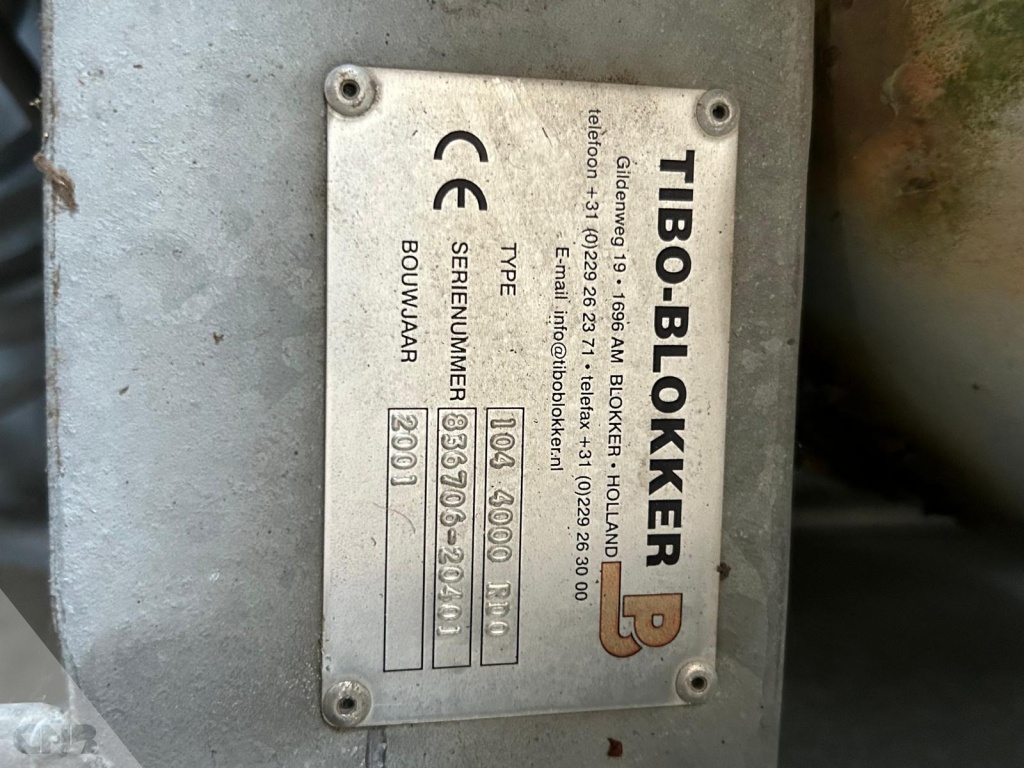 TIBO-BLOKKER
Gildenweg 19 • 1696 AM BLOKKER • HOLLAND
telefoon +31 (0)229 26 23 71 • telefax +31 (0)229 26 30 00
E-mail info@tiboblokker.nl
CE
TYPE 104 4000 RDO
SERIENUMMER 836706-20401
BOUWJAAR 2001